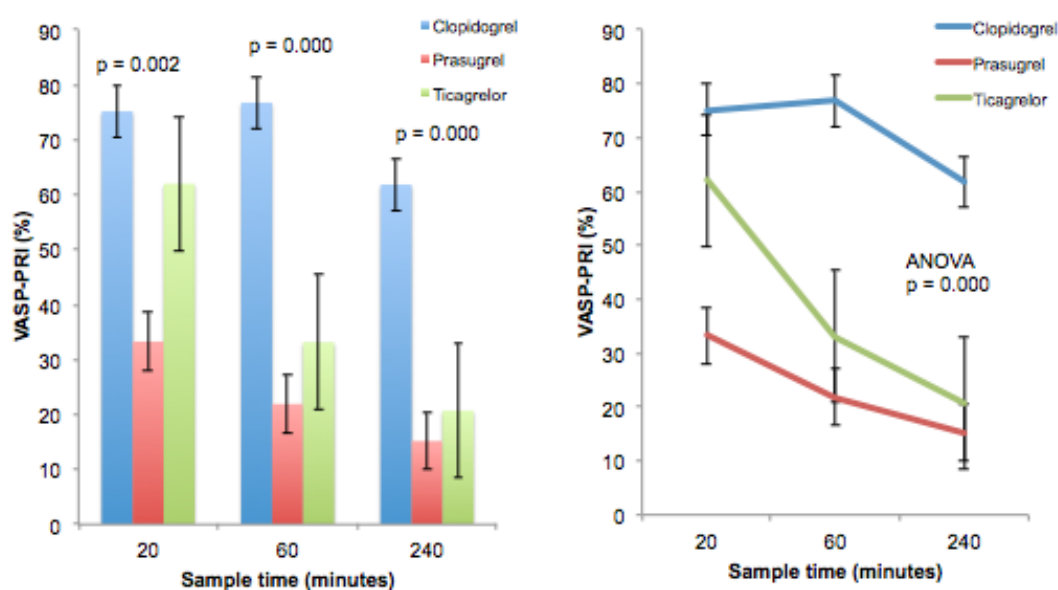 90
80
70
60
50
40
30
20
10
0
VASP-PRI (%)
p = 0.002
p = 0.000
p = 0.000
Clopidogrel
Prasugrel
Ticagrelor
20 60 240
Sample time (minutes)
90
80
70
60
50
40
30
20
10
0
VASP-PRI (%)
Clopidogrel
Prasugrel
Ticagrelor
ANOVA
p = 0.000
20 60 240
Sample time (minutes)